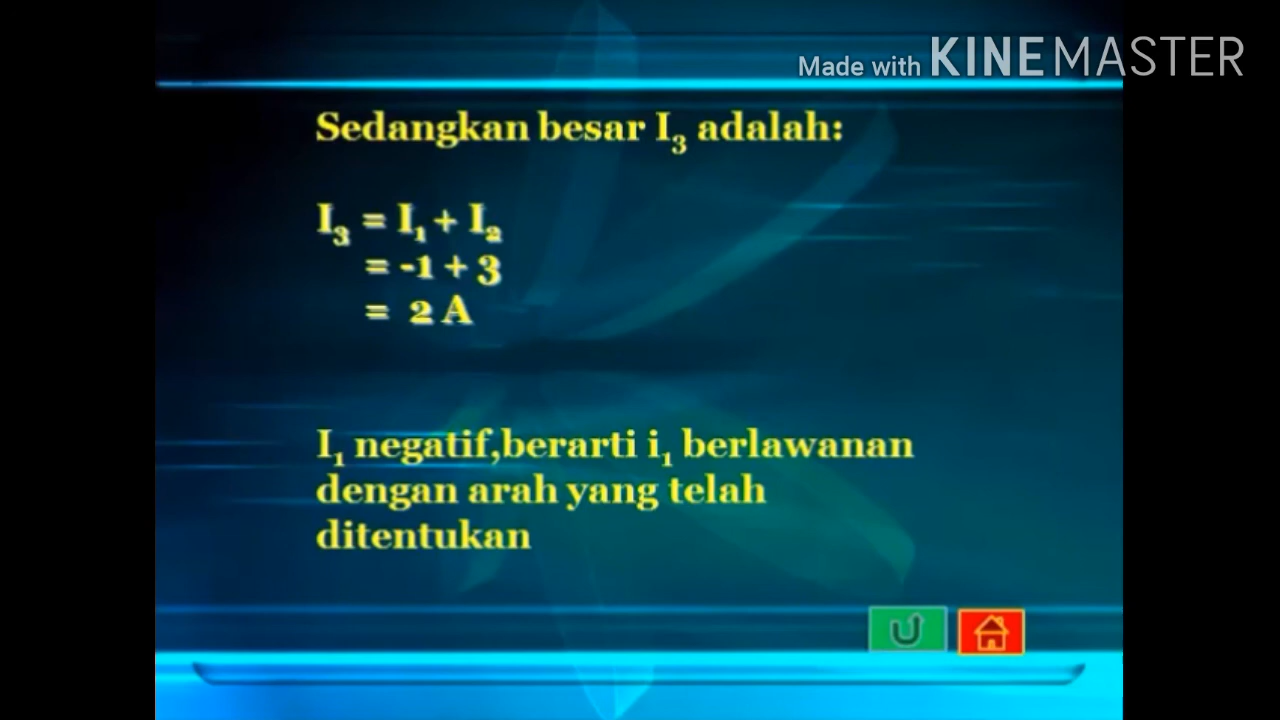 Made with KINEMASTER
Sedangkan besar I₃ adalah:
I₃ = I₁ + I₂
= -1 + 3
= 2 A
I₁ negatif,berarti i₁ berlawanan
dengan arah yang telah
ditentukan